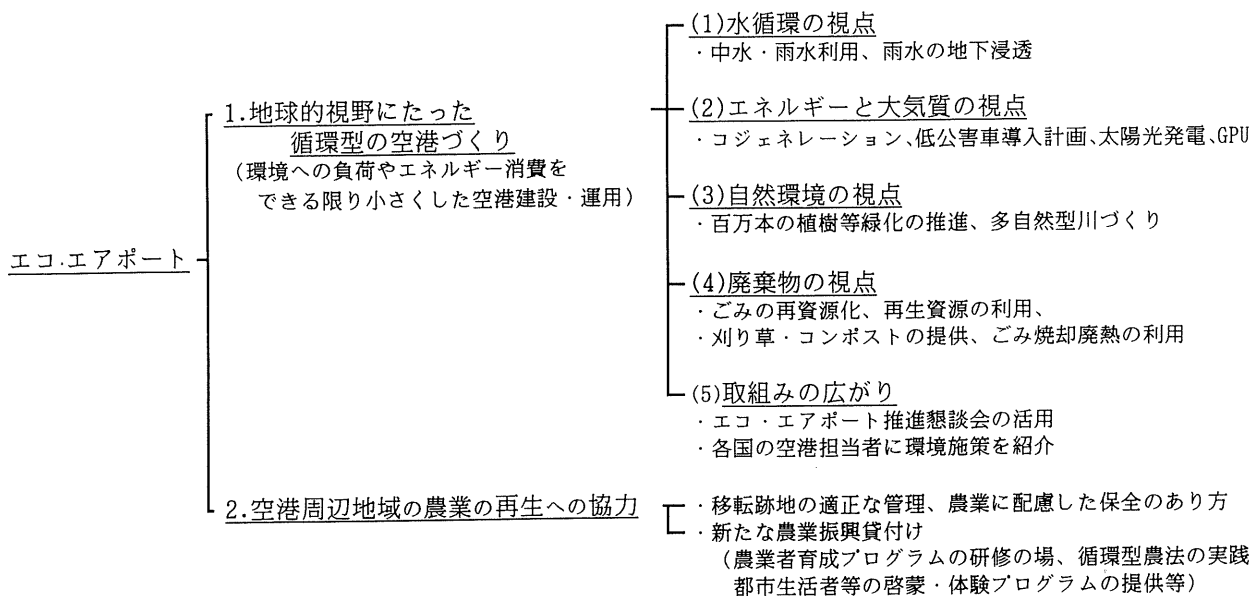 エコ・エアポート
1.地球的視野にたった
循環型の空港づくり
(環境への負荷やエネルギー消費を
できる限り小さくした空港建設・運用)
(1)水循環の視点
・中水・雨水利用、雨水の地下浸透
(2)エネルギーと大気質の視点
・コジェネレーション、低公害車導入計画、太陽光発電、GPU
(3)自然環境の視点
・百万本の植樹等緑化の推進、多自然型川づくり
(4)廃棄物の視点
・ごみの再資源化、再生資源の利用、
・刈り草・コンポストの提供、ごみ焼却廃熱の利用
(5)取組みの広がり
・エコ・エアポート推進懇談会の活用
・各国の空港担当者に環境施策を紹介
2.空港周辺地域の農業の再生への協力
・移転跡地の適正な管理、農業に配慮した保全のあり方
・新たな農業振興貸付け
(農業者育成プログラムの研修の場、循環型農法の実践
都市生活者等の啓蒙・体験プログラムの提供等)